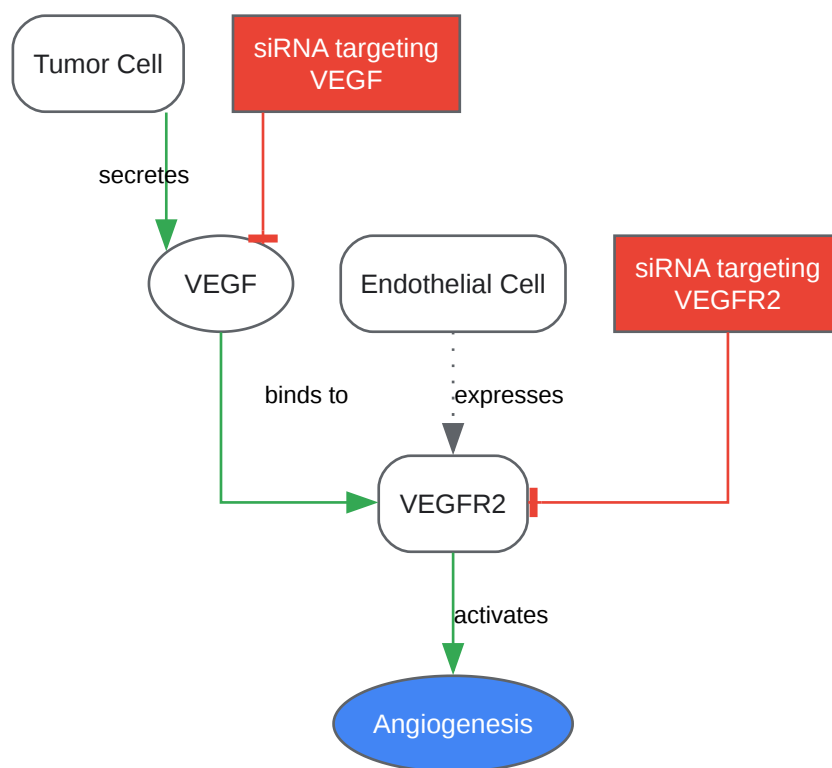 Tumor Cell
siRNA targeting
VEGF
secretes
VEGF
Endothelial Cell
siRNA targeting
VEGFR2
binds to
expresses
VEGFR2
activates
Angiogenesis